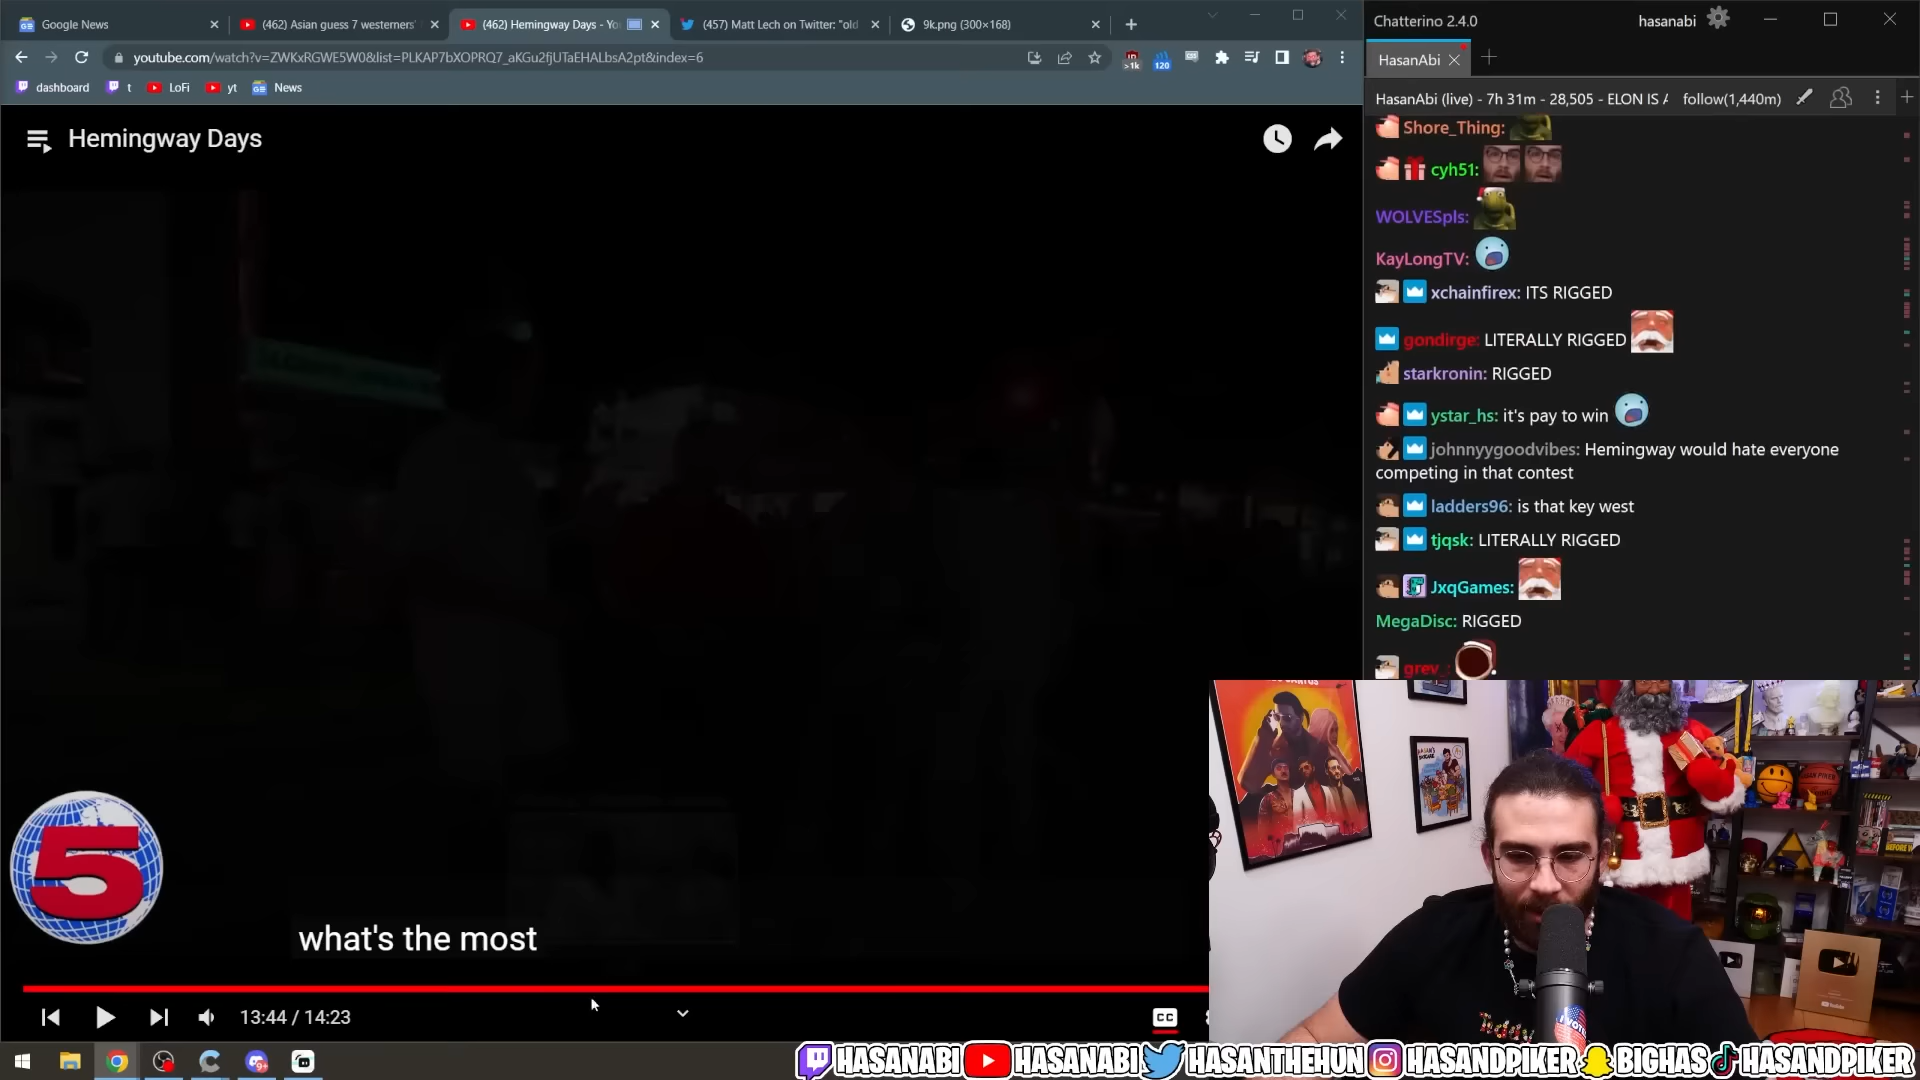 Google News
(462) Asian guess 7 westerners'
(462) Hemingway Days - Yo
(457) Matt Lech on Twitter: "old
9k.png (300×168)
Chatterino 2.4.0
hasanabi
youtube.com/watch?v=ZWKxRGWE5W0&list=PLKAP7bXOPRQ7_aKGu2fjUTaEHALbsA2pt&index=6
>1k
120
HasanAbi
dashboard
t
LoFi
yt
News
HasanAbi (live) - 7h 31m - 28,505 - ELON IS
follow(1,440m)
Hemingway Days
Shore_Thing:
cyh51:
WOLVESpls:
KayLongTV:
xchainfirex: ITS RIGGED
gondirge: LITERALLY RIGGED
starkronin: RIGGED
ystar_hs: it's pay to win
johnnyygoodvibes: Hemingway would hate everyone
competing in that contest
ladders96: is that key west
tjqsk: LITERALLY RIGGED
JxqGames:
MegaDisc: RIGGED
grev_:
5
what's the most
13:44 / 14:23
CC
HASANABI
HASANABI
HASANTHEHUN
HASANDPIKER
BIGHAS
HASANDPIKER